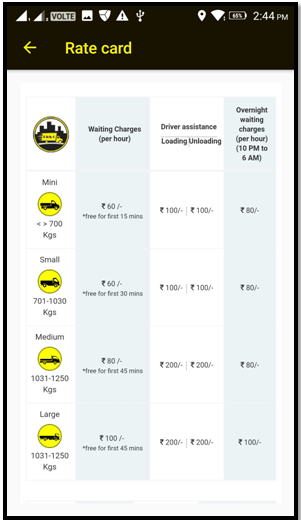 VOLTE 65% 2:44 PM
Rate card
Waiting Charges
(per hour)
Driver assistance
Loading Unloading
Overnight
waiting
charges
(per hour)
(10 PM to
6 AM)
Mini
< > 700
Kgs
₹ 60 /-
*free for first 15 mins
₹ 100/- | ₹ 100/-
₹ 80/-
Small
701-1030
Kgs
₹ 60 /-
*free for first 30 mins
₹ 100/- | ₹ 100/-
₹ 80/-
Medium
1031-1250
Kgs
₹ 80 /-
*free for first 45 mins
₹ 200/- | ₹ 200/-
₹ 80/-
Large
1031-1250
Kgs
₹ 100 /-
*free for first 45 mins
₹ 200/- | ₹ 200/-
₹ 100/-